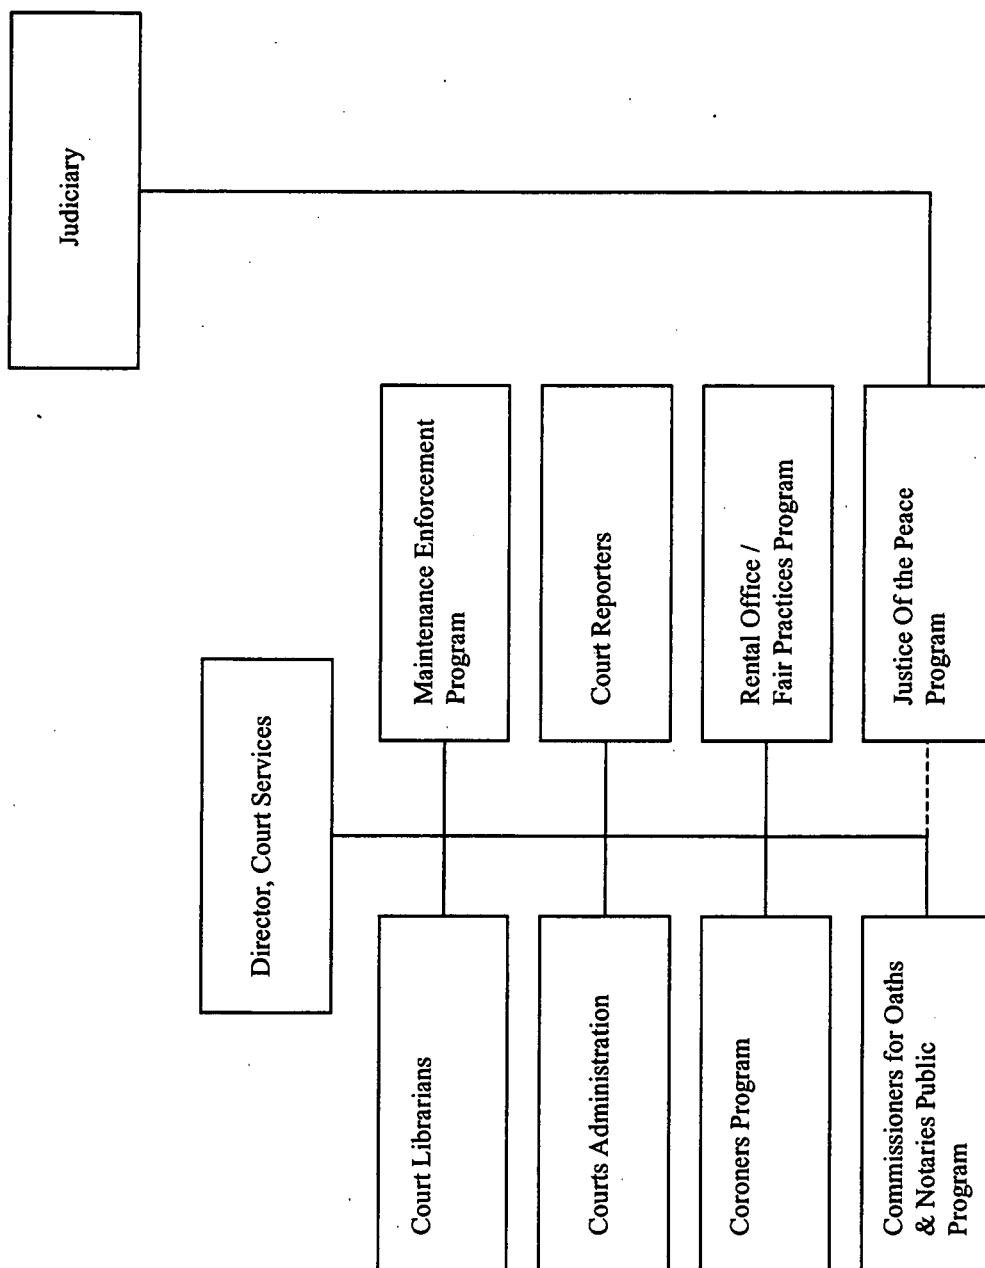 Judiciary
Director, Court Services
Court Librarians
Maintenance Enforcement
Program
Courts Administration
Court Reporters
Coroners Program
Rental Office /
Fair Practices Program
Commissioners for Oaths
& Notaries Public
Program
Justice Of the Peace
Program